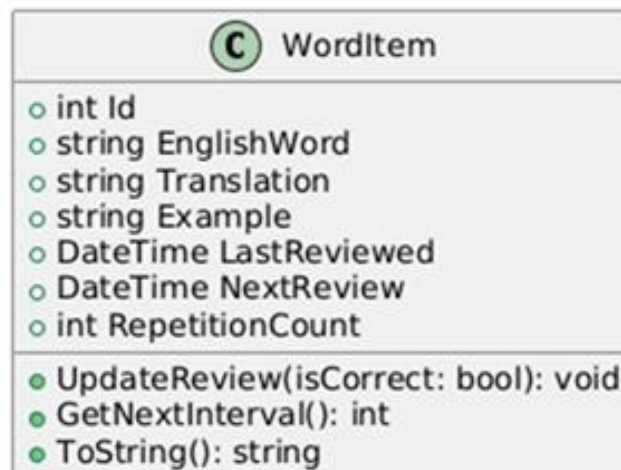 C WordItem
int Id
string EnglishWord
string Translation
string Example
DateTime LastReviewed
DateTime NextReview
int RepetitionCount
UpdateReview(isCorrect: bool): void
GetNextInterval(): int
ToString(): string